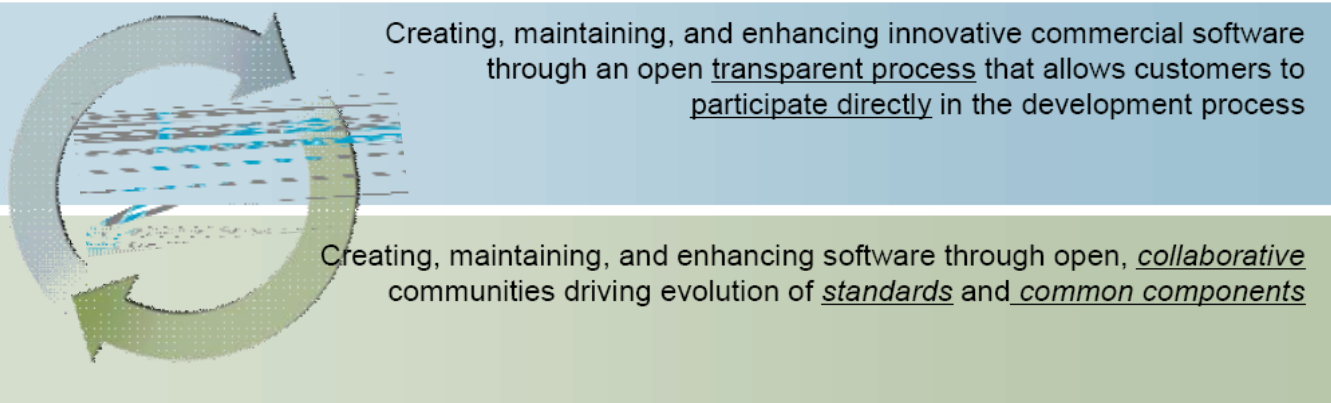 Creating, maintaining, and enhancing innovative commercial software
through an open transparent process that allows customers to
participate directly in the development process
Creating, maintaining, and enhancing software through open, collaborative
communities driving evolution of standards and common components